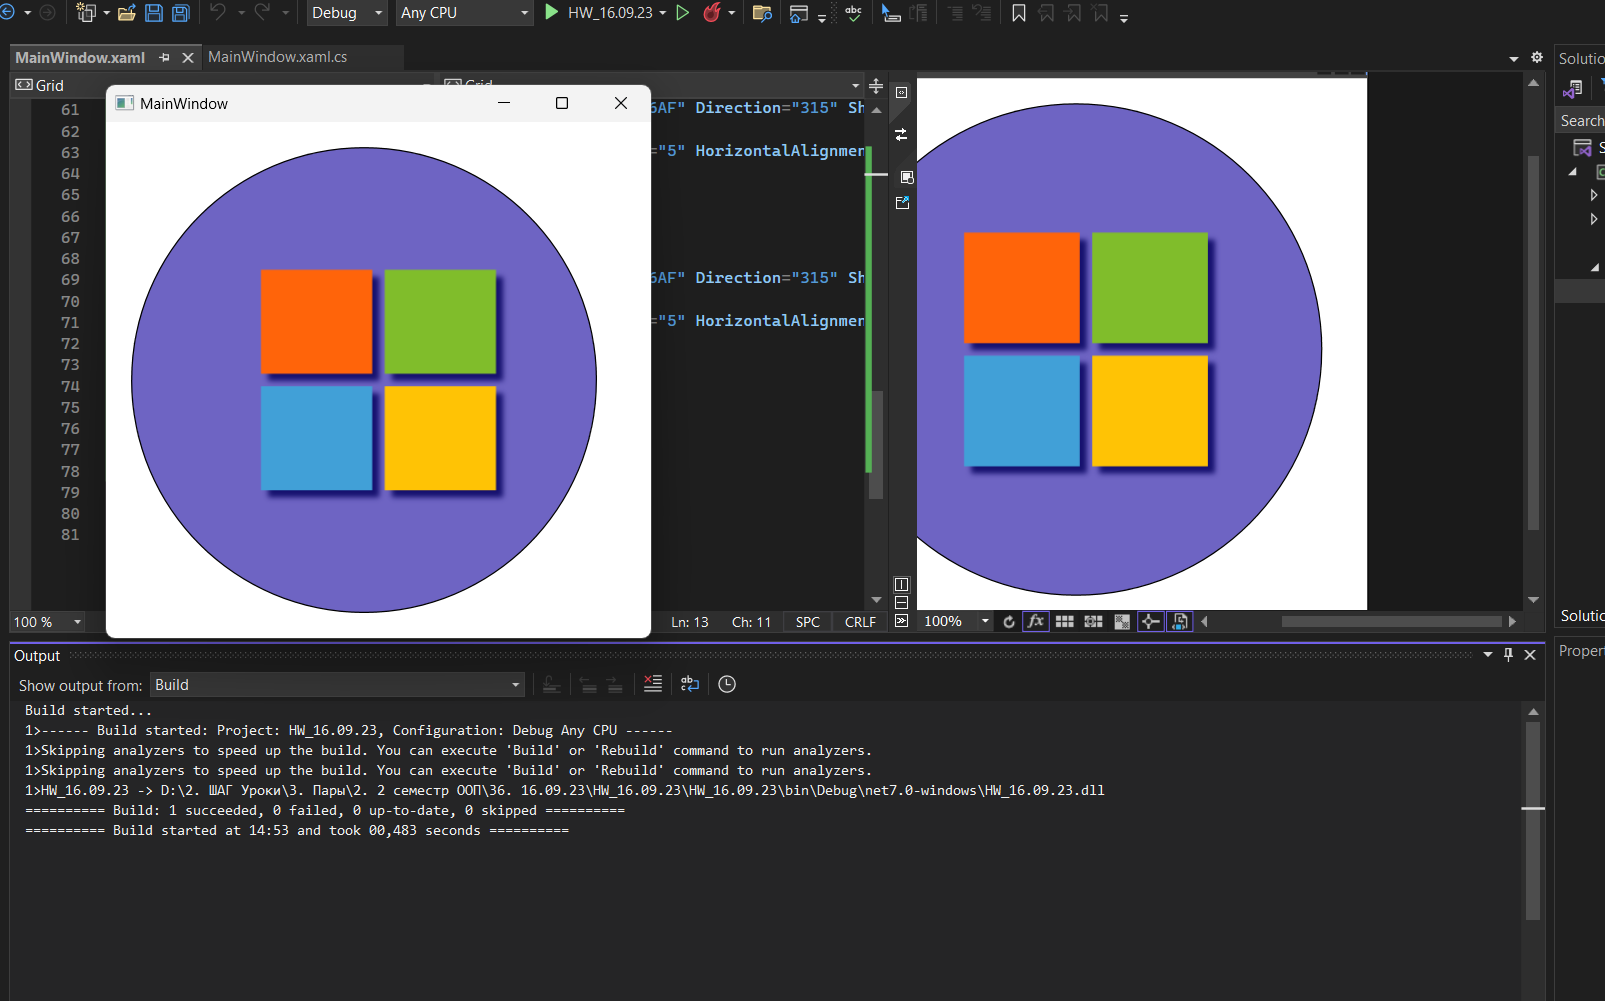 Debug Any CPU HW_16.09.23
MainWindow.xaml MainWindow.xaml.cs
Solutio
Grid Grid
MainWindow
Search
61 6AF" Direction="315" Sh
62
63 ="5" HorizontalAlignmen
64
65
66
67
68
69 6AF" Direction="315" Sh
70
71 ="5" HorizontalAlignmen
72
73
74
75
76
77
78
79
80
81
100 % Ln: 13 Ch: 11 SPC CRLF 100%
Solutio
Output
Proper
Show output from: Build
Build started...
1>------ Build started: Project: HW_16.09.23, Configuration: Debug Any CPU ------
1>Skipping analyzers to speed up the build. You can execute 'Build' or 'Rebuild' command to run analyzers.
1>Skipping analyzers to speed up the build. You can execute 'Build' or 'Rebuild' command to run analyzers.
1>HW_16.09.23 -> D:\2. ШАГ Уроки\3. Пары\2. 2 семестр ООП\36. 16.09.23\HW_16.09.23\HW_16.09.23\bin\Debug\net7.0-windows\HW_16.09.23.dll
========== Build: 1 succeeded, 0 failed, 0 up-to-date, 0 skipped ==========
========== Build started at 14:53 and took 00,483 seconds ==========